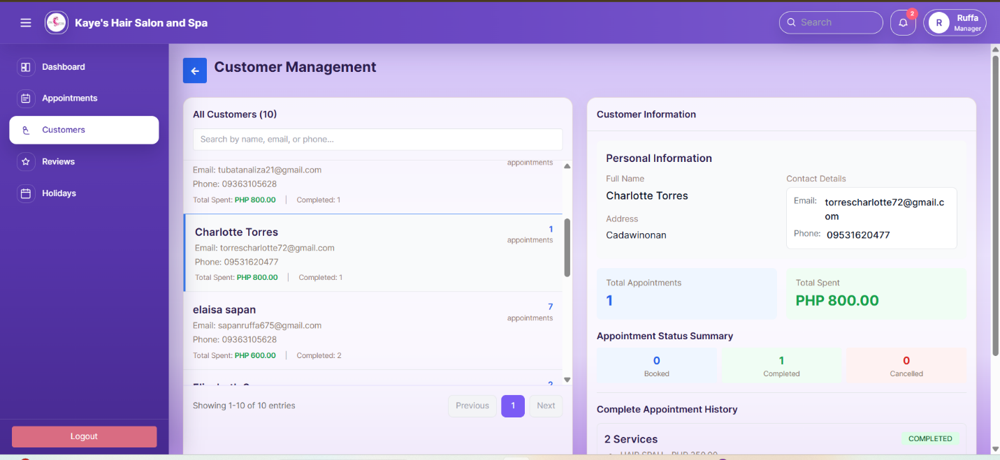 Kaye's Hair Salon and Spa
Search
2
R
Ruffa
Manager
Dashboard
Appointments
Customers
Reviews
Holidays
Logout
Customer Management
All Customers (10)
Search by name, email, or phone...
appointments
Email: tubatanaliza21@gmail.com
Phone: 09363105628
Total Spent: PHP 800.00 | Completed: 1
Charlotte Torres
1
Email: torrescharlotte72@gmail.com
appointments
Phone: 09531620477
Total Spent: PHP 800.00 | Completed: 1
elaisa sapan
7
Email: sapanruffa675@gmail.com
appointments
Phone: 09363105628
Total Spent: PHP 600.00 | Completed: 2
2
Showing 1-10 of 10 entries
Previous 1 Next
Customer Information
Personal Information
Full Name
Charlotte Torres
Address
Cadawinonan
Contact Details
Email: torrescharlotte72@gmail.c
om
Phone: 09531620477
Total Appointments
1
Total Spent
PHP 800.00
Appointment Status Summary
0
Booked
1
Completed
0
Cancelled
Complete Appointment History
2 Services
COMPLETED